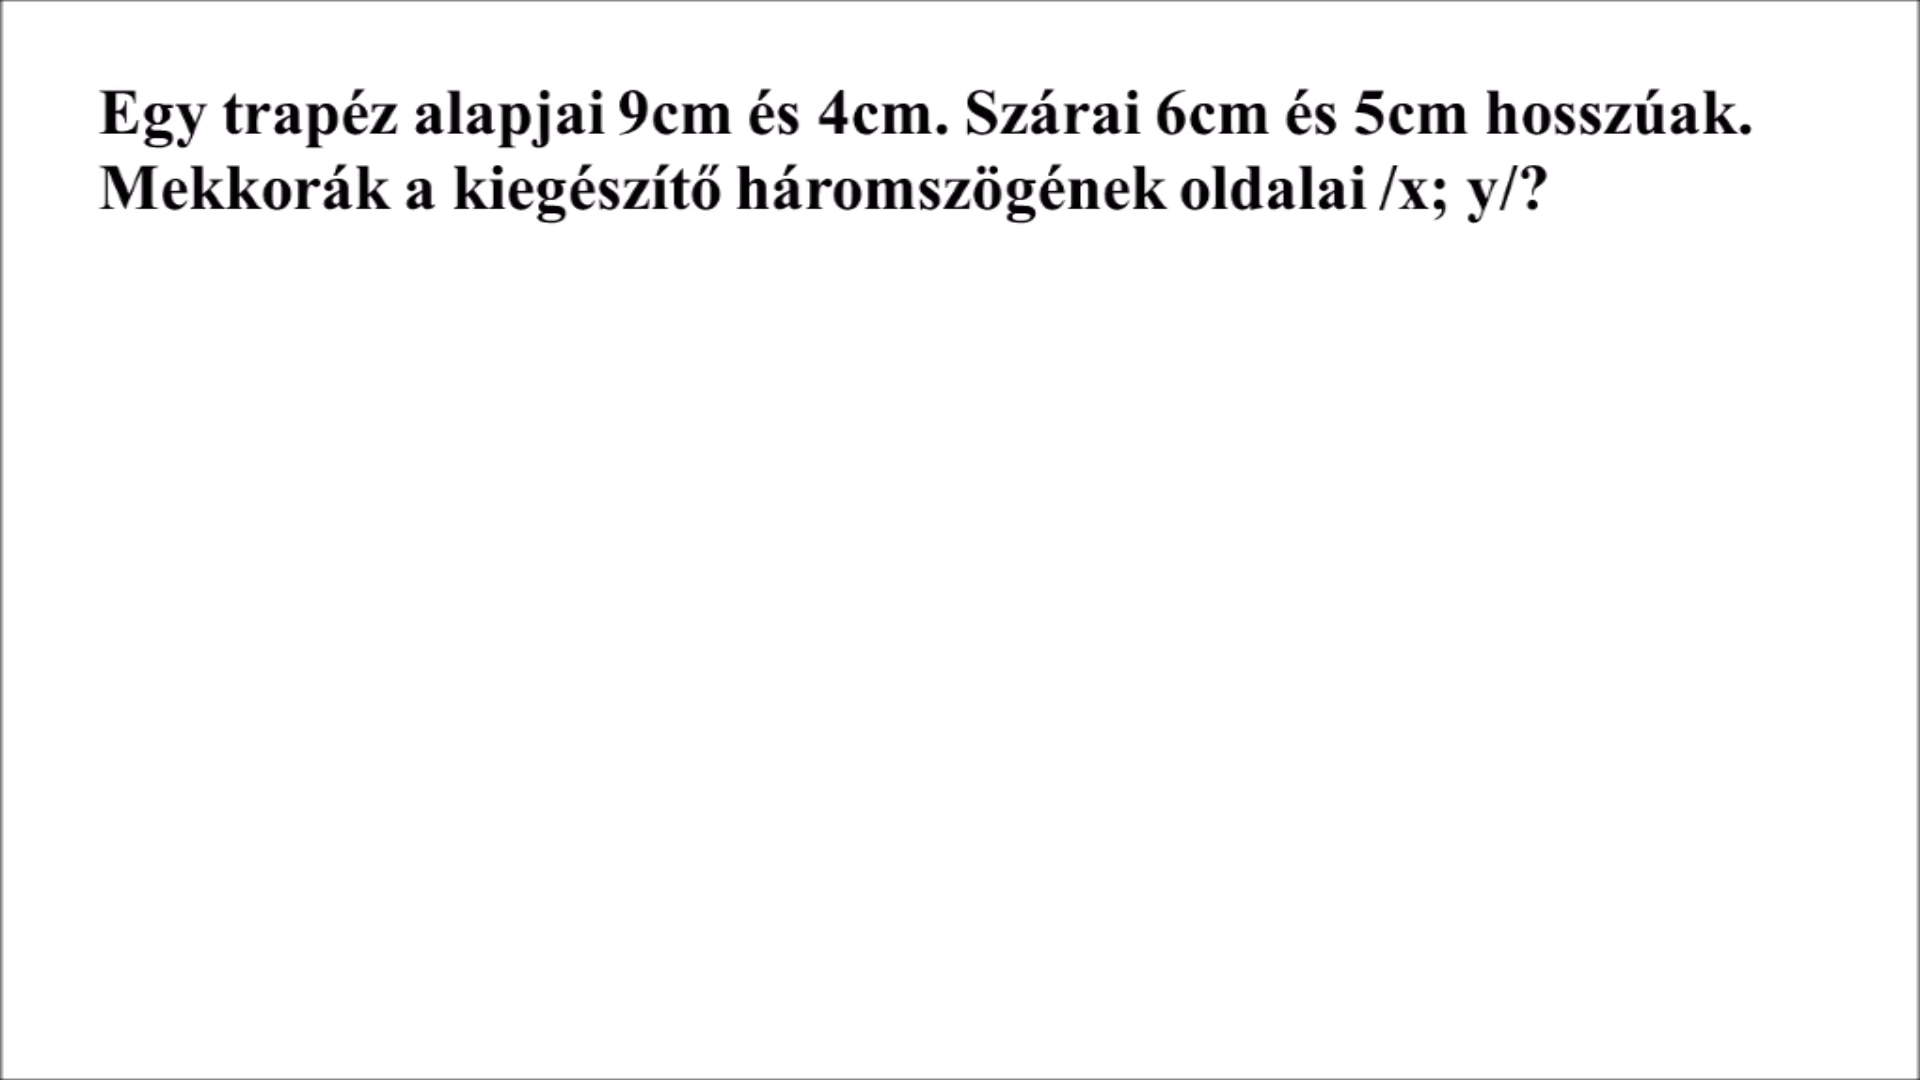 Egy trapéz alapjai 9cm és 4cm. Szárai 6cm és 5cm hosszúak.
Mekkorák a kiegészítő háromszögének oldalai /x; y/?